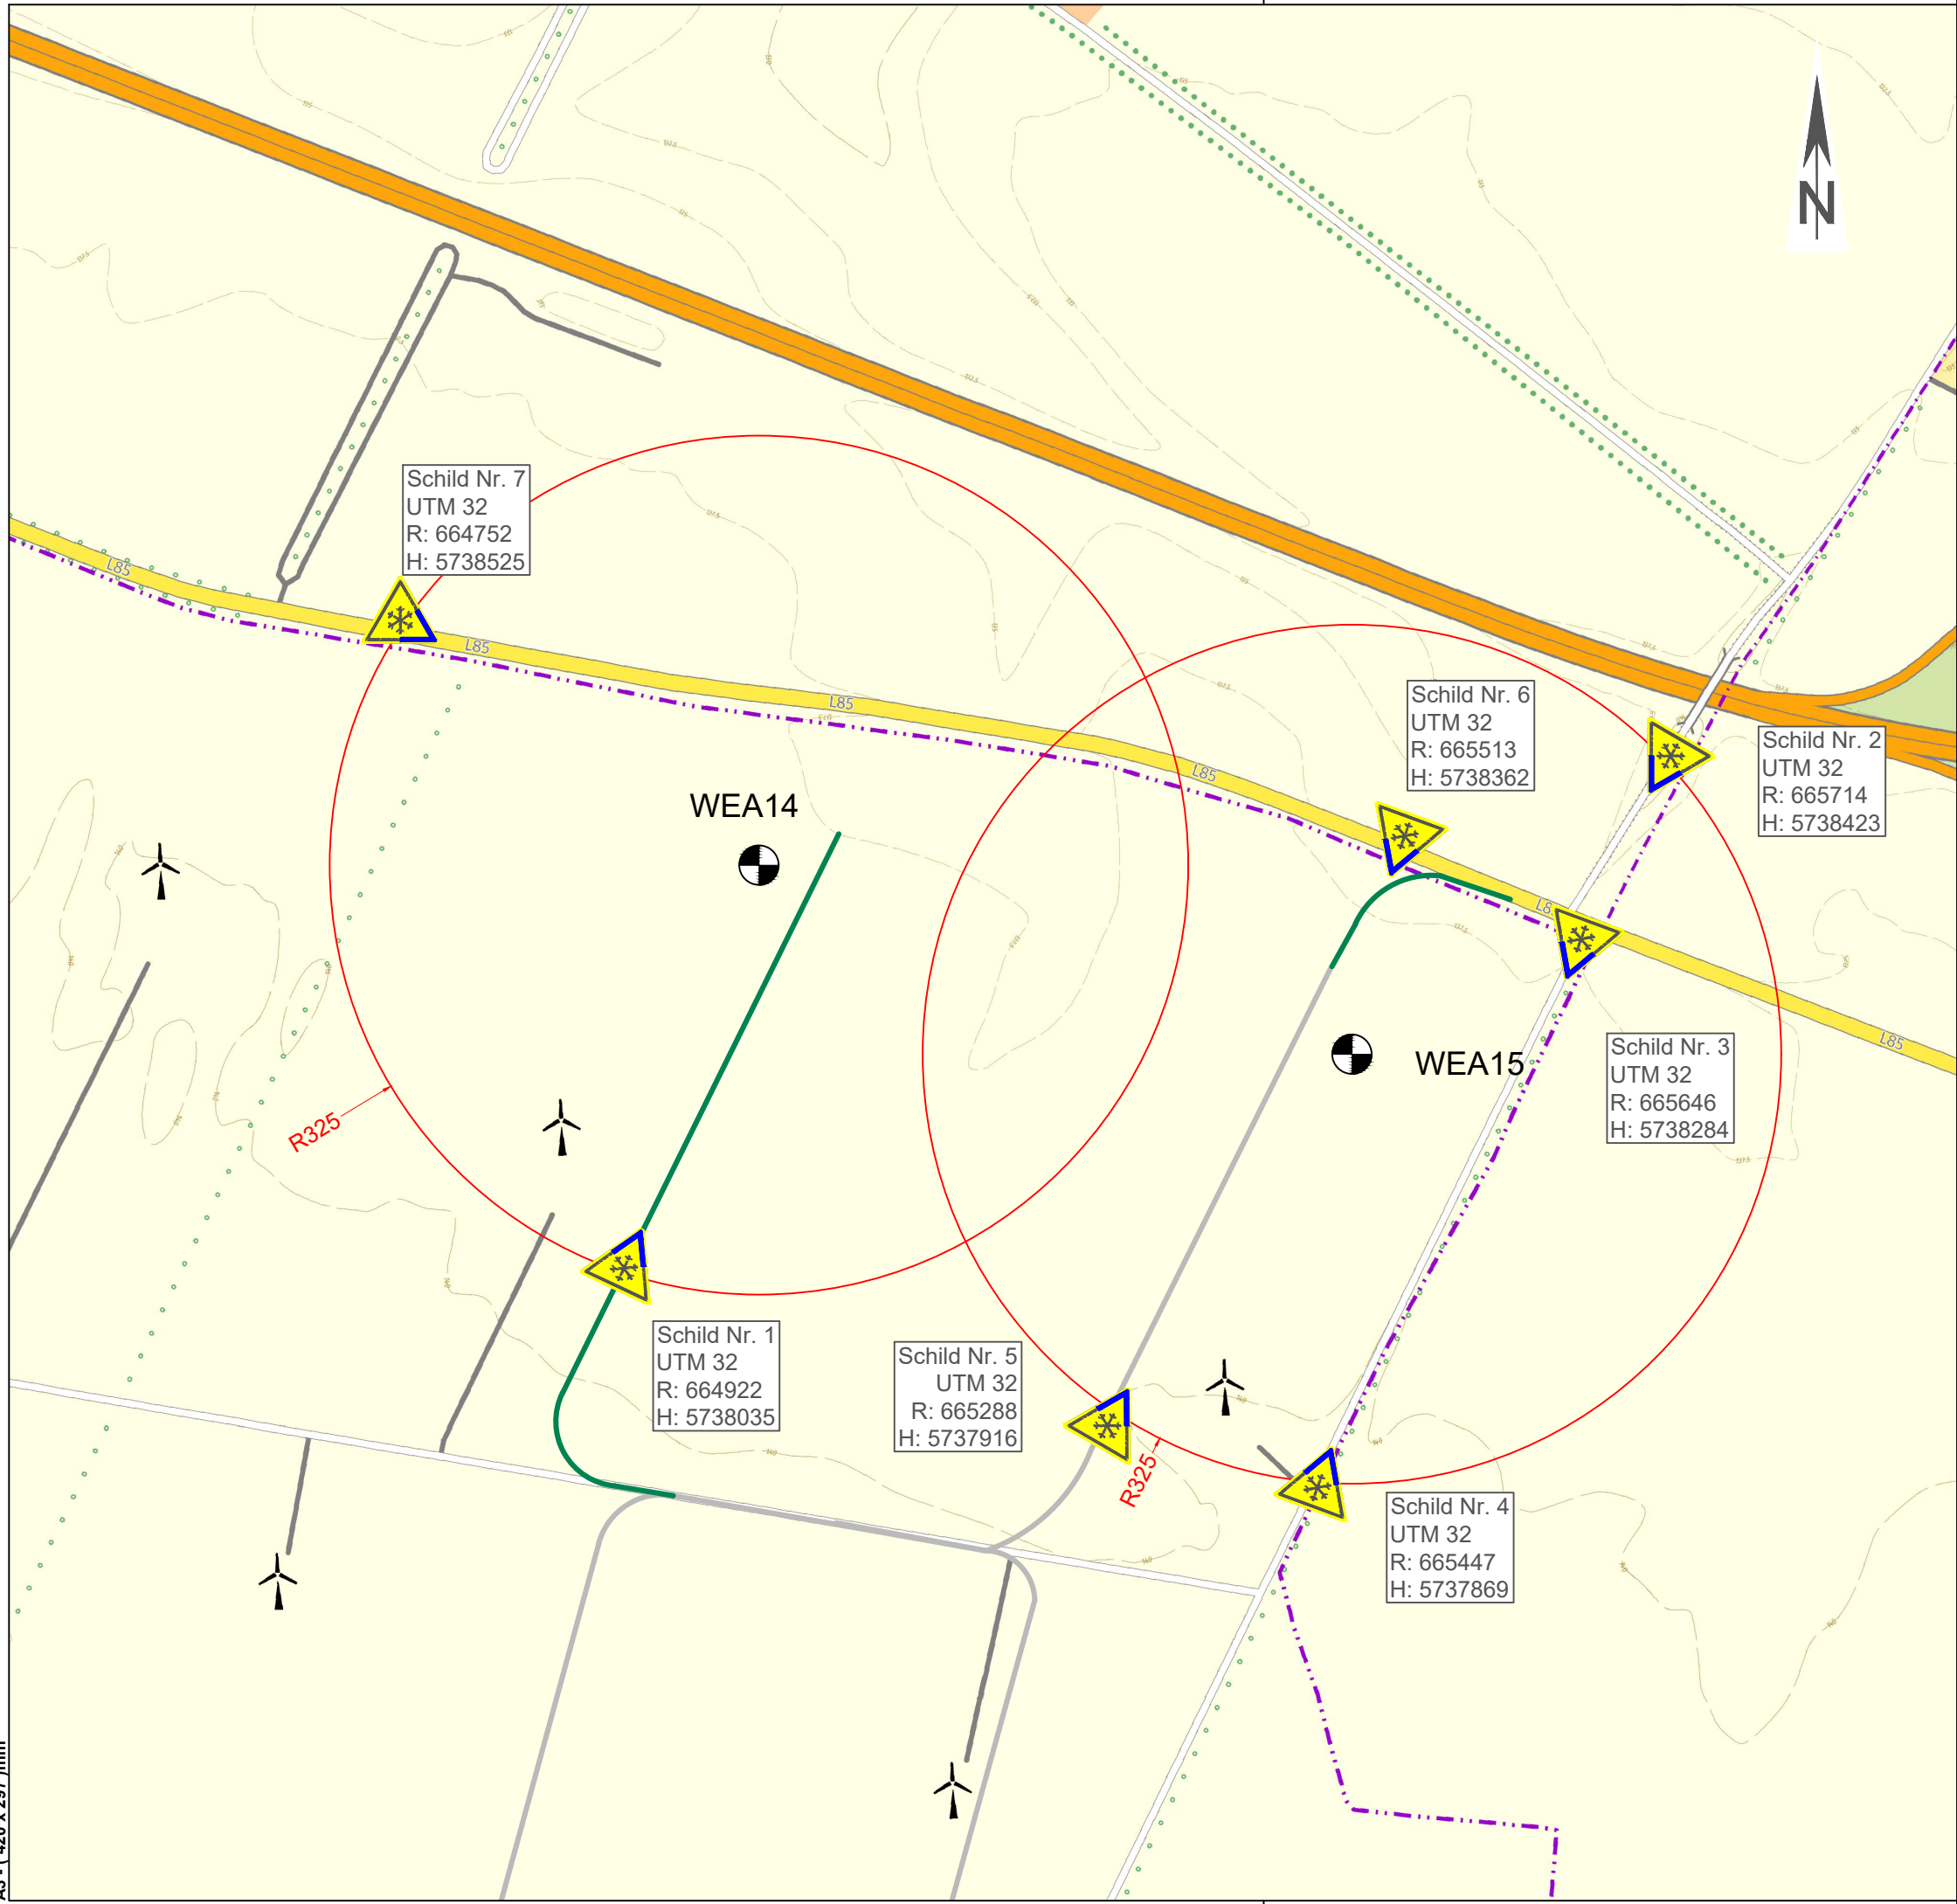 N
Schild Nr. 7
UTM 32
R: 664752
H: 5738525
L85
L85
L85
L85
L85
Schild Nr. 6
UTM 32
R: 665513
H: 5738362
Schild Nr. 2
UTM 32
R: 665714
H: 5738423
WEA14
WEA15
Schild Nr. 3
UTM 32
R: 665646
H: 5738284
R325
Schild Nr. 1
UTM 32
R: 664922
H: 5738035
Schild Nr. 5
UTM 32
R: 665288
H: 5737916
R325
Schild Nr. 4
UTM 32
R: 665447
H: 5737869